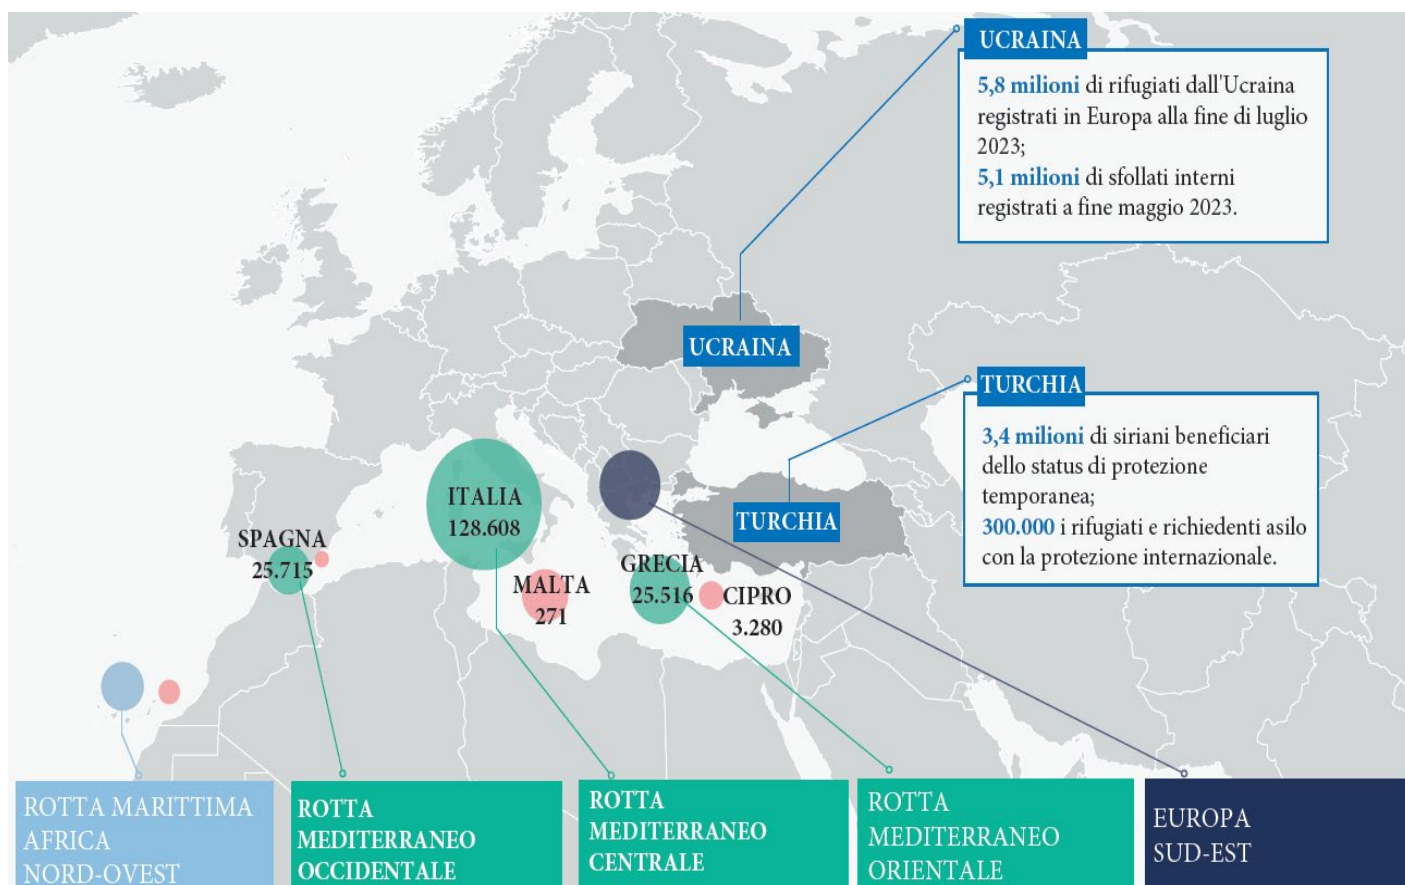 UCRAINA
5,8 milioni di rifugiati dall'Ucraina
registrati in Europa alla fine di luglio
2023;
5,1 milioni di sfollati interni
registrati a fine maggio 2023.
UCRAINA
TURCHIA
3,4 milioni di siriani beneficiari
dello status di protezione
temporanea;
300.000 i rifugiati e richiedenti asilo
con la protezione internazionale.
TURCHIA
ITALIA
128.608
SPAGNA
25.715
MALTA
271
GRECIA
25.516
CIPRO
3.280
ROTTA MARITTIMA
AFRICA
NORD-OVEST
ROTTA
MEDITERRANEO
OCCIDENTALE
ROTTA
MEDITERRANEO
CENTRALE
ROTTA
MEDITERRANEO
ORIENTALE
EUROPA
SUD-EST